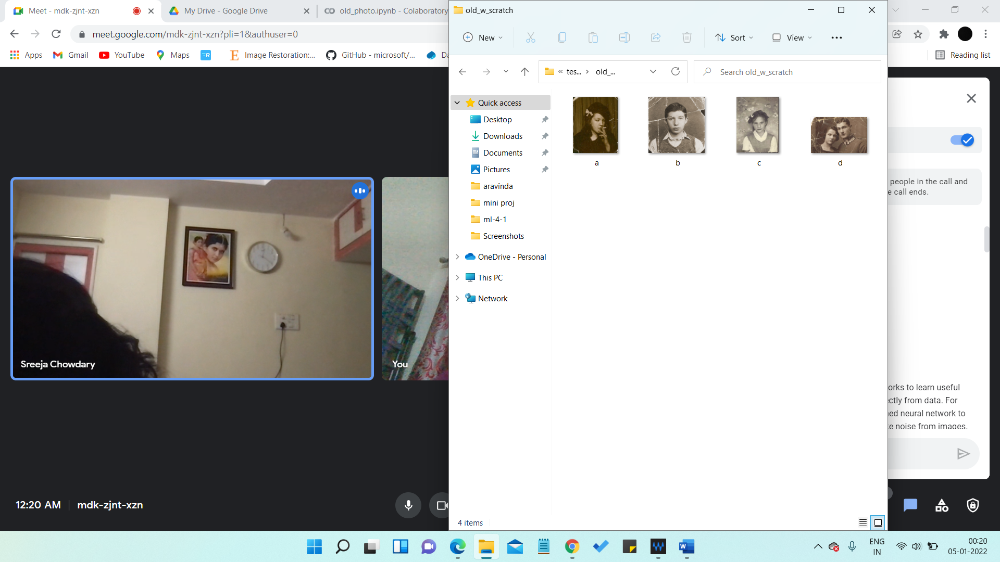 Meet - mdk-zjnt-xzn
My Drive - Google Drive
old_photo.ipynb - Colaboratory
meet.google.com/mdk-zjnt-xzn?pli=1&authuser=0
Apps
Gmail
YouTube
Maps
Image Restoration:...
GitHub - microsoft/...
Da
Reading list
old_w_scratch
New
Sort
View
tes...
old_...
Search old_w_scratch
Quick access
Desktop
Downloads
Documents
Pictures
aravinda
mini proj
ml-4-1
Screenshots
OneDrive - Personal
This PC
Network
a
b
c
d
4 items
people in the call and
e call ends.
orks to learn useful
ectly from data. For
ned neural network to
e noise from images.
Sreeja Chowdary
You
12:20 AM | mdk-zjnt-xzn
ENG
IN
00:20
05-01-2022